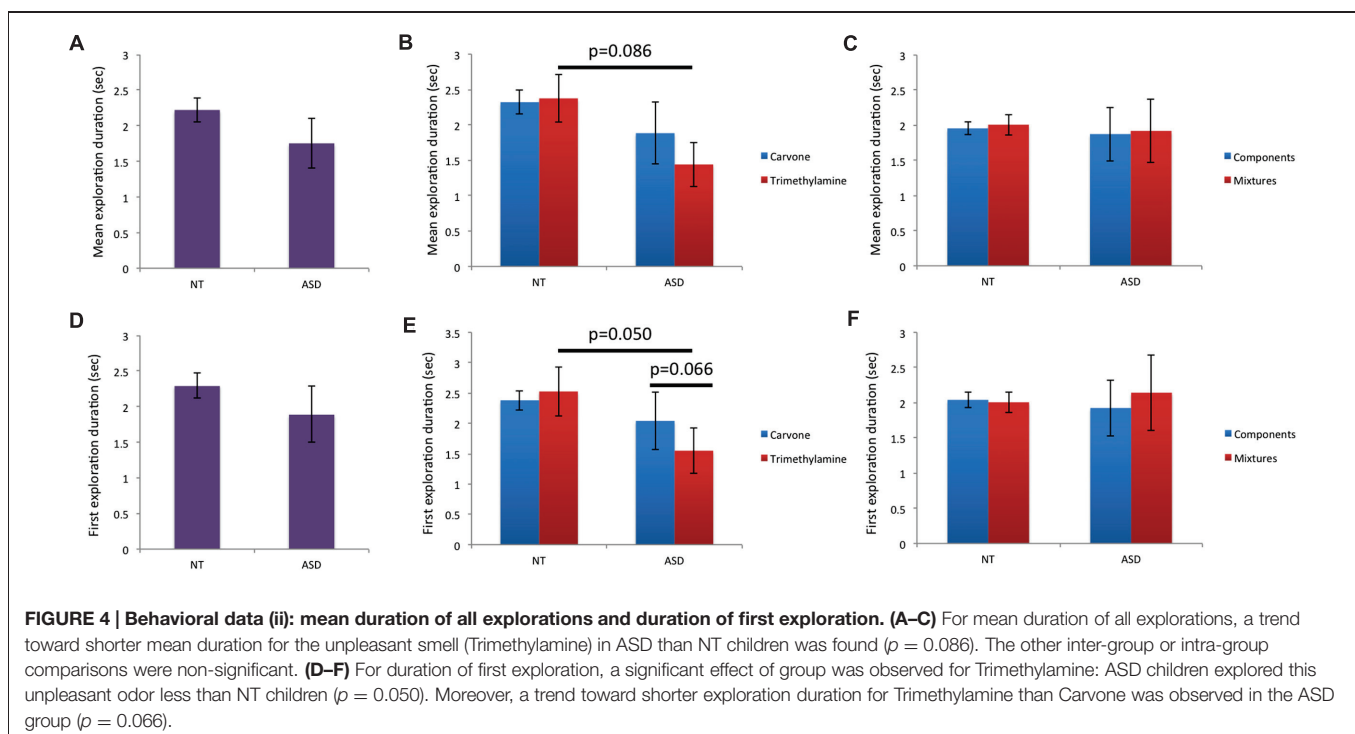 A
Mean exploration duration (sec)
3
2.5
2
1.5
1
0.5
0
NT
ASD
B
p=0.086
Mean exploration duration (sec)
3
2.5
2
1.5
1
0.5
0
NT
ASD
Carvone
Trimethylamine
C
Mean exploration duration (sec)
3
2.5
2
1.5
1
0.5
0
NT
ASD
Components
Mixtures
D
First exploration duration (sec)
3
2.5
2
1.5
1
0.5
0
NT
ASD
E
p=0.050
p=0.066
First exploration duration (sec)
3.5
3
2.5
2
1.5
1
0.5
0
NT
ASD
Carvone
Trimethylamine
F
First exploration duration (sec)
3
2.5
2
1.5
1
0.5
0
NT
ASD
Components
Mixtures
FIGURE 4 | Behavioral data (ii): mean duration of all explorations and duration of first exploration. (A–C) For mean duration of all explorations, a trend
toward shorter mean duration for the unpleasant smell (Trimethylamine) in ASD than NT children was found (p = 0.086). The other inter-group or intra-group
comparisons were non-significant. (D–F) For duration of first exploration, a significant effect of group was observed for Trimethylamine: ASD children explored this
unpleasant odor less than NT children (p = 0.050). Moreover, a trend toward shorter exploration duration for Trimethylamine than Carvone was observed in the ASD
group (p = 0.066).